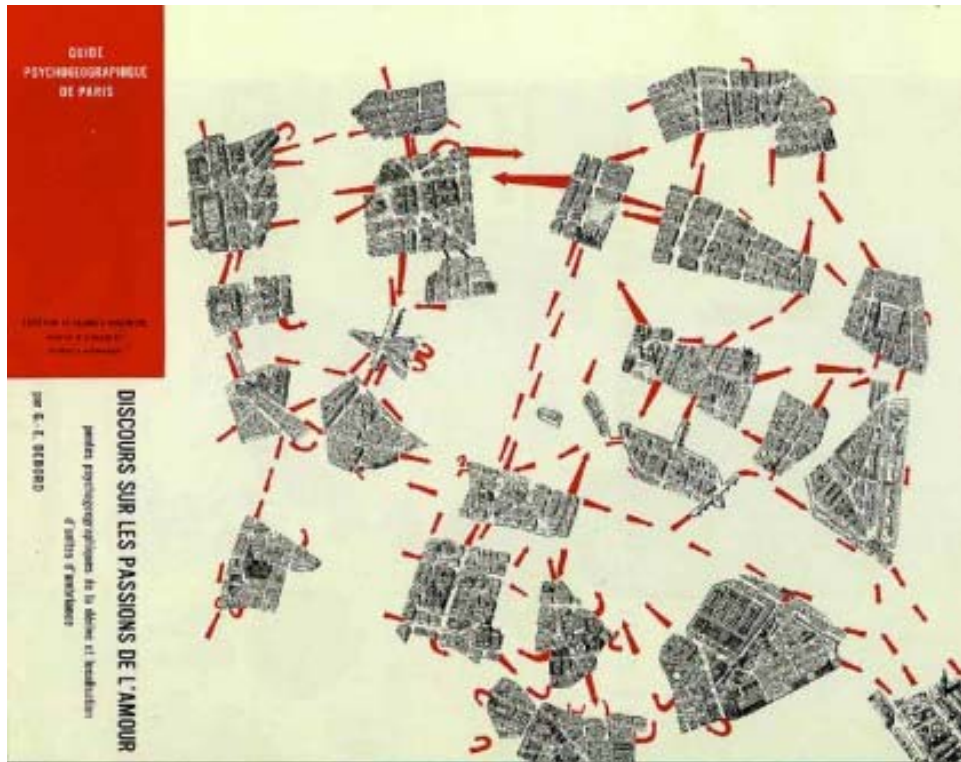 GUIDE
PSYCHOGEOGRAPHIQUE
DE PARIS
DISCOURS SUR LES PASSIONS DE L'AMOUR
pentes psychogeographiques de la dérive et localisation
d'unités d'ambiance
par G.-E. DEBORD